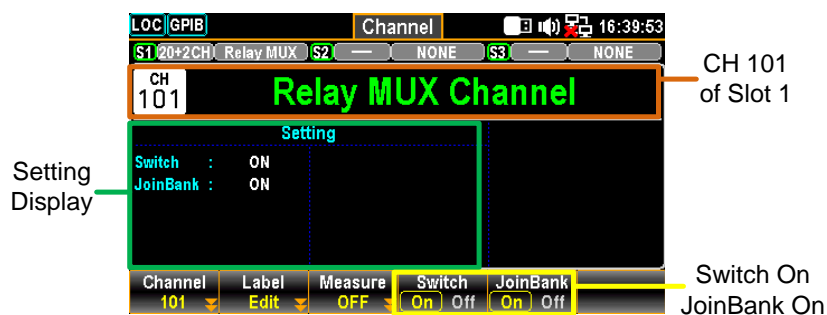 LOC GPIB Channel 16:39:53
S1 20+2CH Relay MUX S2 — NONE S3 — NONE
CH
101
Relay MUX Channel
CH 101
of Slot 1
Setting
Switch : ON
JoinBank : ON
Setting
Display
Channel Label Measure Switch JoinBank
101 Edit OFF On Off On Off
Switch On
JoinBank On